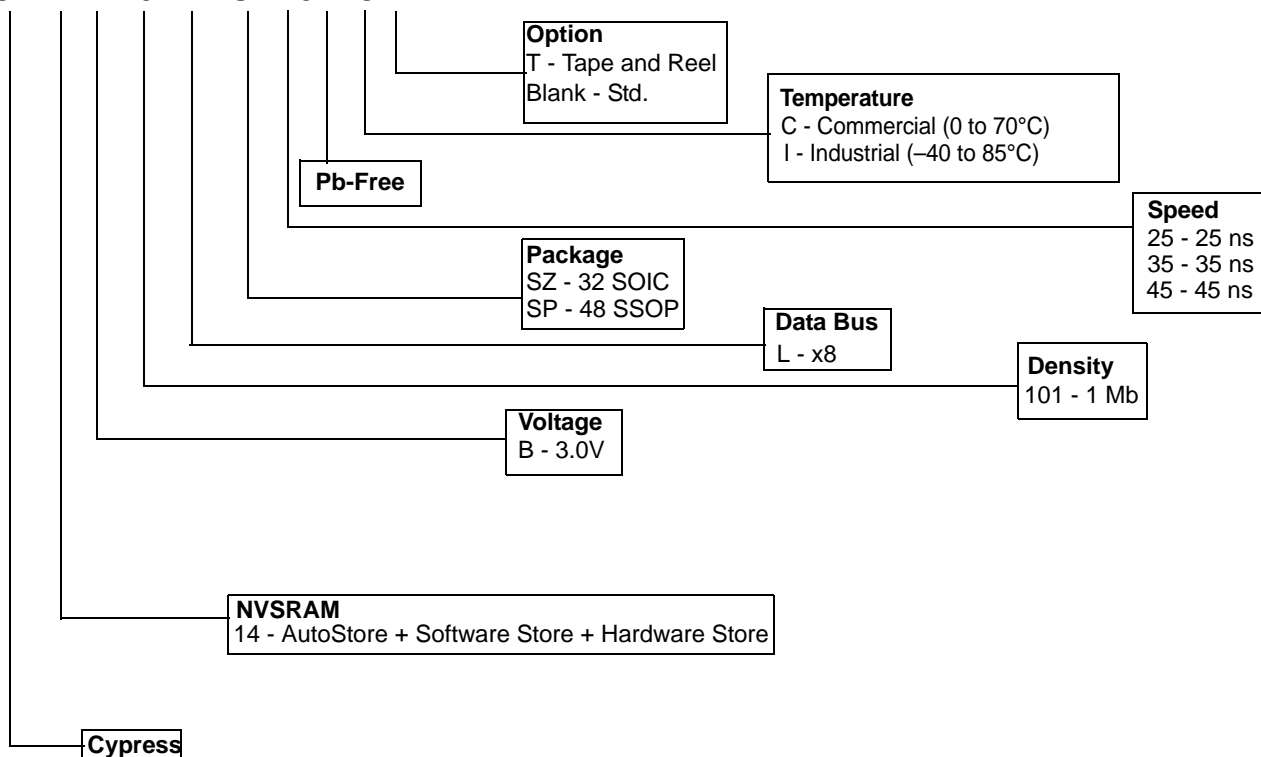 Option
T - Tape and Reel
Blank - Std.
Temperature
C - Commercial (0 to 70°C)
I - Industrial (–40 to 85°C)
Pb-Free
Speed
25 - 25 ns
35 - 35 ns
45 - 45 ns
Package
SZ - 32 SOIC
SP - 48 SSOP
Data Bus
L - x8
Density
101 - 1 Mb
Voltage
B - 3.0V
NVSRAM
14 - AutoStore + Software Store + Hardware Store
Cypress